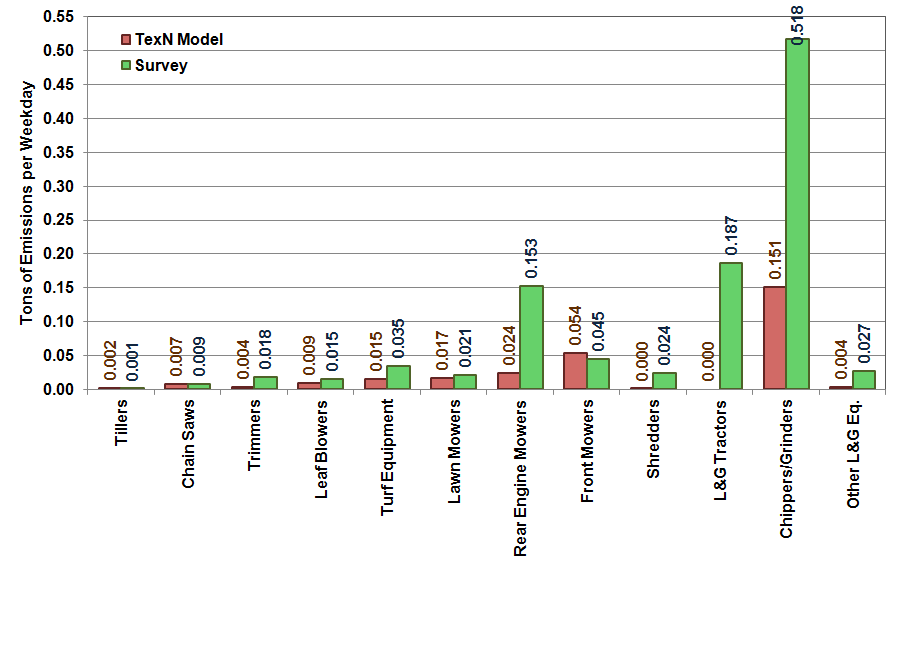 Tons of Emissions per Weekday
0.55
0.50
0.45
0.40
0.35
0.30
0.25
0.20
0.15
0.10
0.05
0.00
TexN Model
Survey
0.002
0.001
0.007
0.009
0.004
0.018
0.009
0.015
0.015
0.035
0.017
0.021
0.024
0.153
0.054
0.045
0.000
0.024
0.000
0.187
0.151
0.518
0.004
0.027
Tillers
Chain Saws
Trimmers
Leaf Blowers
Turf Equipment
Lawn Mowers
Rear Engine Mowers
Front Mowers
Shredders
L&G Tractors
Chippers/Grinders
Other L&G Eq.